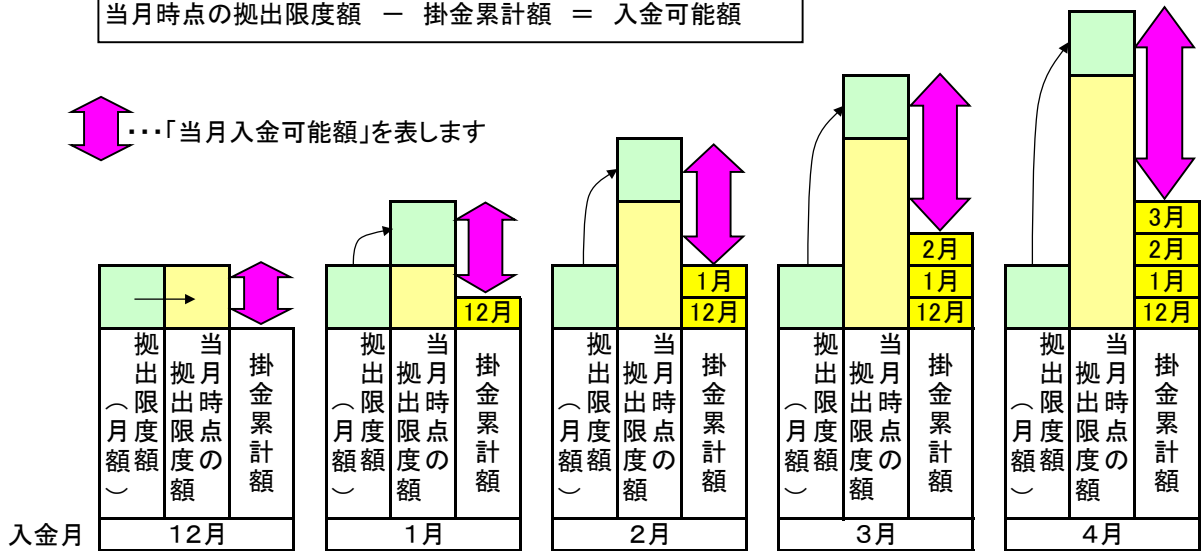 当月時点の拠出限度額 － 掛金累計額 ＝ 入金可能額
・・・「当月入金可能額」を表します
12月
1月
12月
2月
1月
12月
3月
2月
1月
12月
拠出限度額（月額）
当月時点の拠出限度額
掛金累計額
拠出限度額（月額）
当月時点の拠出限度額
掛金累計額
拠出限度額（月額）
当月時点の拠出限度額
掛金累計額
拠出限度額（月額）
当月時点の拠出限度額
掛金累計額
拠出限度額（月額）
当月時点の拠出限度額
掛金累計額
入金月
12月
1月
2月
3月
4月